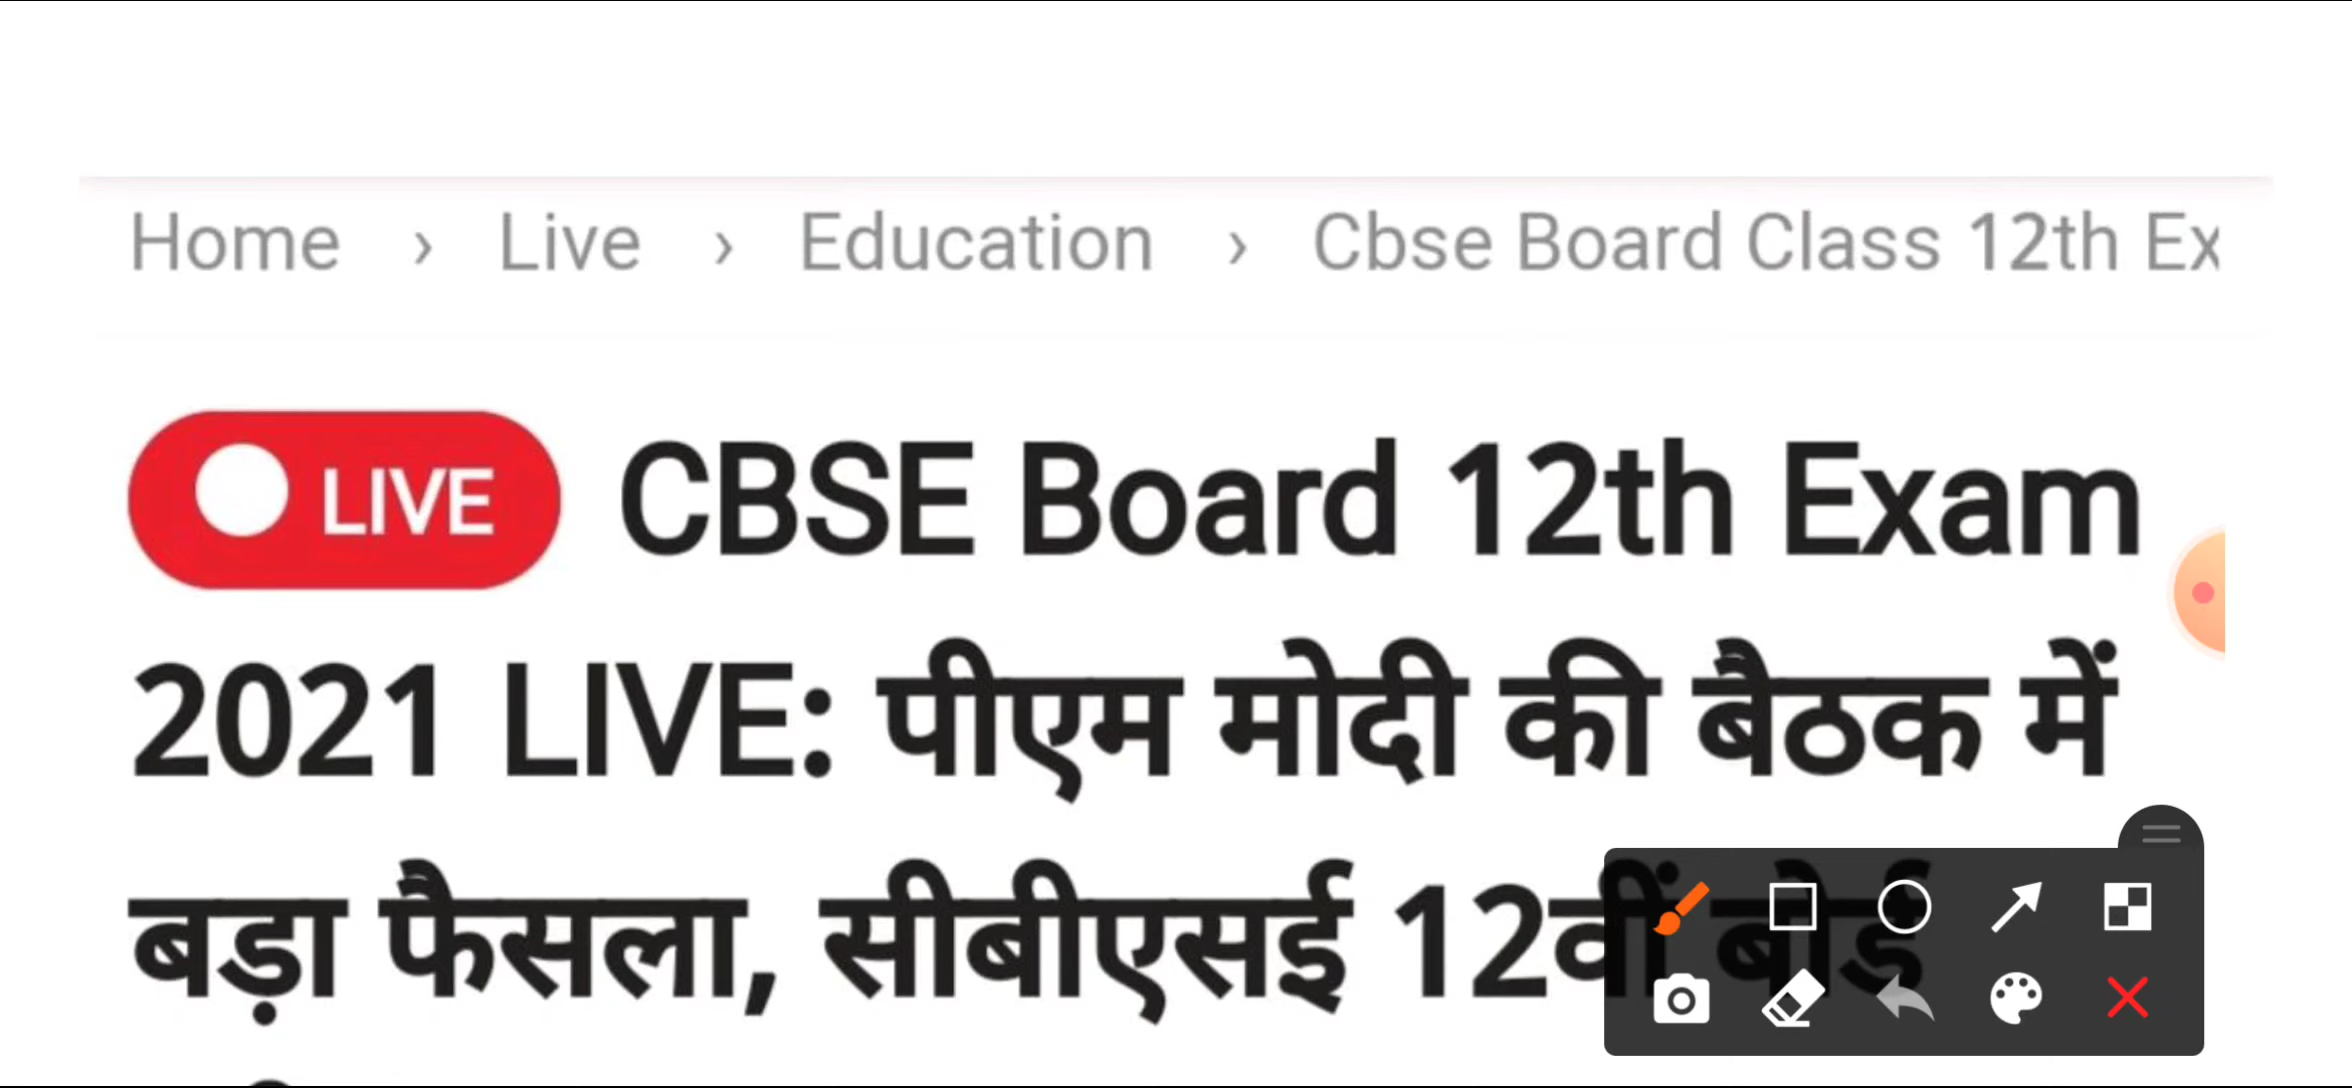 Home › Live › Education › Cbse Board Class 12th Ex
LIVE CBSE Board 12th Exam
2021 LIVE: पीएम मोदी की बैठक में
बड़ा फैसला, सीबीएसई 12वीं बोर्ड